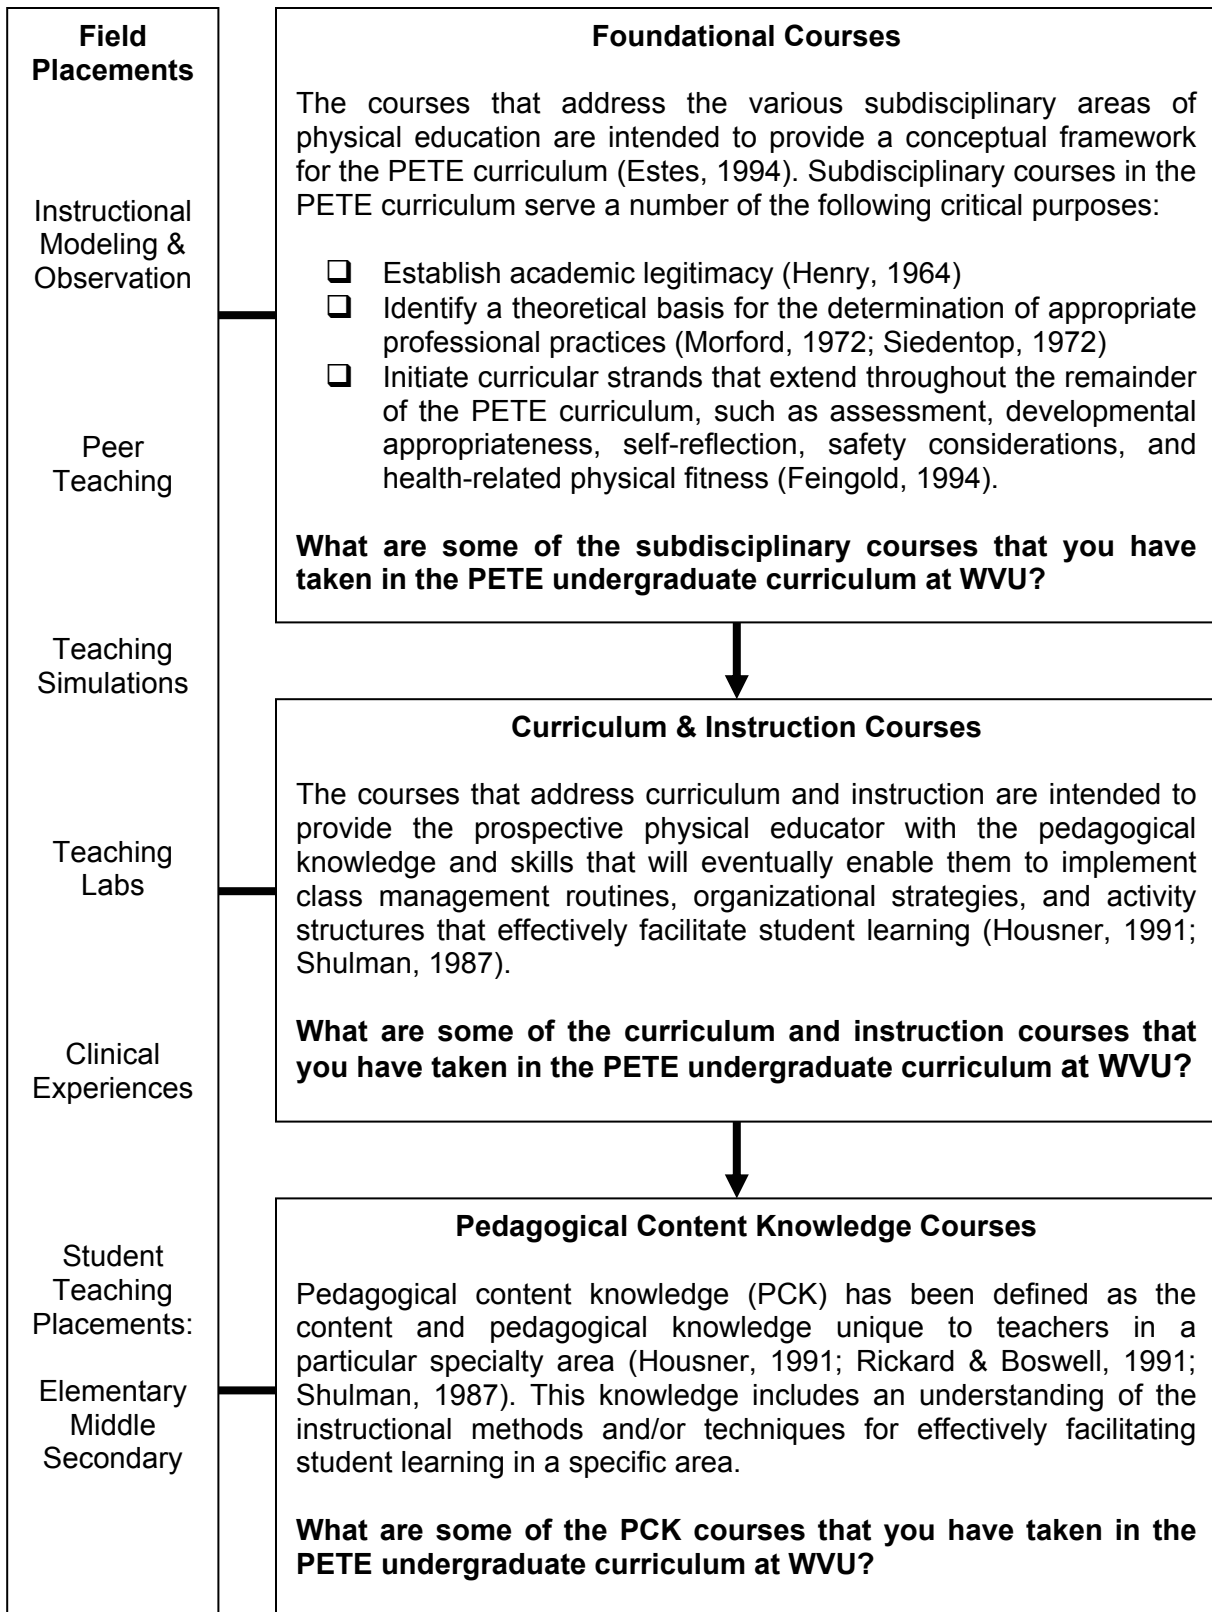 Field
Placements
Instructional
Modeling &
Observation
Peer
Teaching
Teaching
Simulations
Teaching
Labs
Clinical
Experiences
Student
Teaching
Placements:
Elementary
Middle
Secondary
Foundational Courses
The courses that address the various subdisciplinary areas of
physical education are intended to provide a conceptual framework
for the PETE curriculum (Estes, 1994). Subdisciplinary courses in the
PETE curriculum serve a number of the following critical purposes:
❑ Establish academic legitimacy (Henry, 1964)
❑ Identify a theoretical basis for the determination of appropriate
professional practices (Morford, 1972; Siedentop, 1972)
❑ Initiate curricular strands that extend throughout the remainder
of the PETE curriculum, such as assessment, developmental
appropriateness, self-reflection, safety considerations, and
health-related physical fitness (Feingold, 1994).
What are some of the subdisciplinary courses that you have
taken in the PETE undergraduate curriculum at WVU?
Curriculum & Instruction Courses
The courses that address curriculum and instruction are intended to
provide the prospective physical educator with the pedagogical
knowledge and skills that will eventually enable them to implement
class management routines, organizational strategies, and activity
structures that effectively facilitate student learning (Housner, 1991;
Shulman, 1987).
What are some of the curriculum and instruction courses that
you have taken in the PETE undergraduate curriculum at WVU?
Pedagogical Content Knowledge Courses
Pedagogical content knowledge (PCK) has been defined as the
content and pedagogical knowledge unique to teachers in a
particular specialty area (Housner, 1991; Rickard & Boswell, 1991;
Shulman, 1987). This knowledge includes an understanding of the
instructional methods and/or techniques for effectively facilitating
student learning in a specific area.
What are some of the PCK courses that you have taken in the
PETE undergraduate curriculum at WVU?